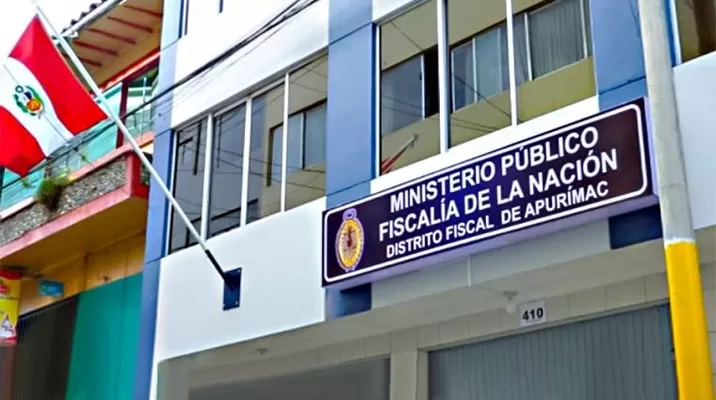 MINISTERIO PÚBLICO
FISCALÍA DE LA NACIÓN
DISTRITO FISCAL DE APURÍMAC
410